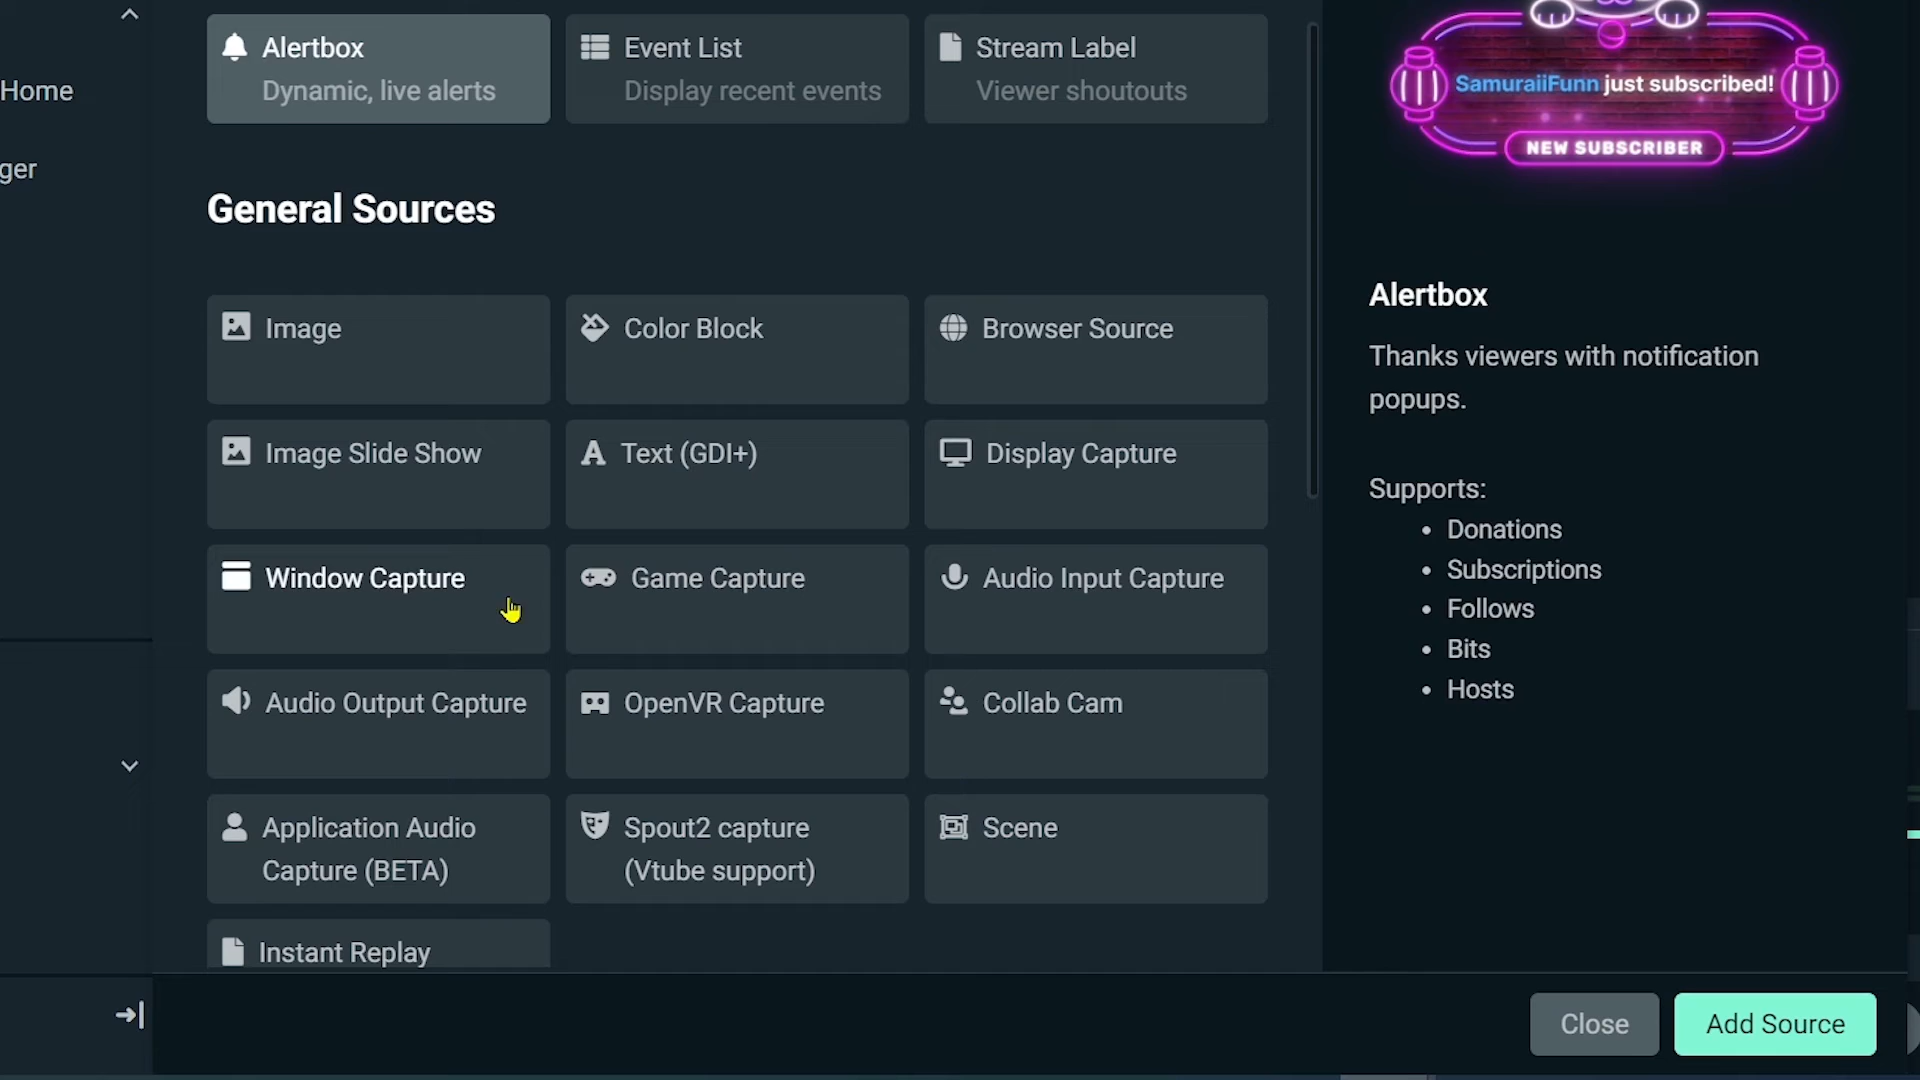 Home
ger
Alertbox
Dynamic, live alerts
Event List
Display recent events
Stream Label
Viewer shoutouts
General Sources
Image
Color Block
Browser Source
Image Slide Show
Text (GDI+)
Display Capture
Window Capture
Game Capture
Audio Input Capture
Audio Output Capture
OpenVR Capture
Collab Cam
Application Audio
Capture (BETA)
Spout2 capture
(Vtube support)
Scene
Instant Replay
SamuraiiFunn just subscribed!
NEW SUBSCRIBER
Alertbox
Thanks viewers with notification
popups.
Supports:
• Donations
• Subscriptions
• Follows
• Bits
• Hosts
Close
Add Source